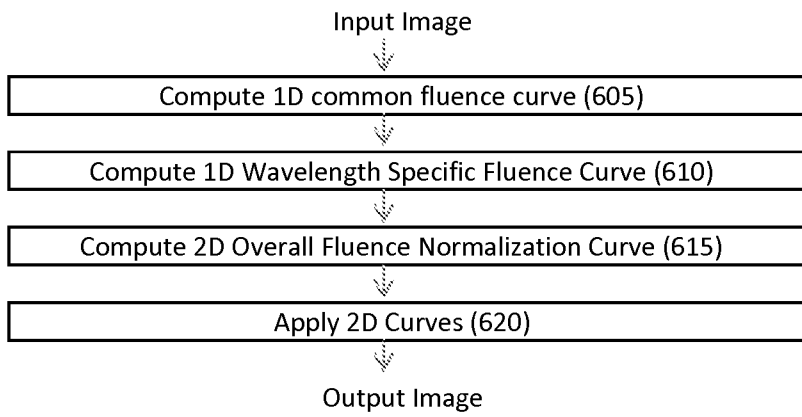 Input Image
Compute 1D common fluence curve (605)
Compute 1D Wavelength Specific Fluence Curve (610)
Compute 2D Overall Fluence Normalization Curve (615)
Apply 2D Curves (620)
Output Image